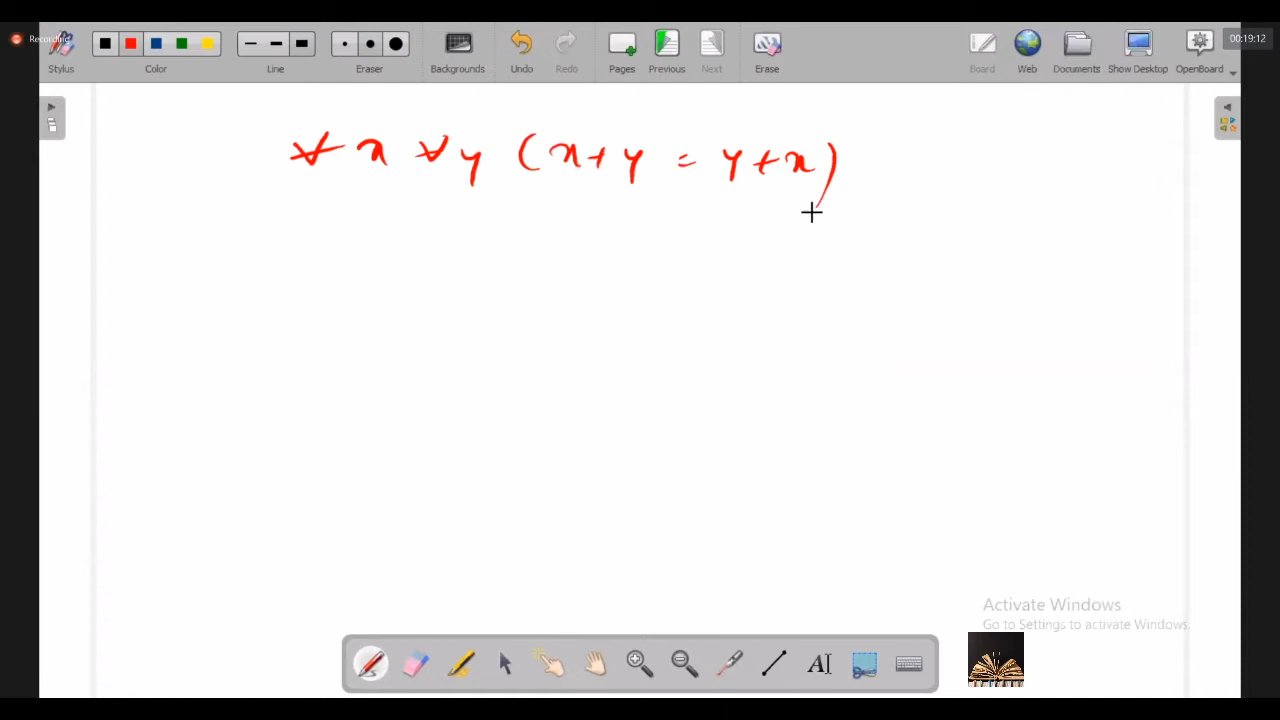 Recording
00:19:12
Stylus
Color
Line
Eraser
Backgrounds
Undo
Redo
Pages
Previous
Next
Erase
Board
Web
Documents
Show Desktop
OpenBoard
∀x ∀y (x+y = y+x)
Activate Windows
Go to Settings to activate Windows.
AI